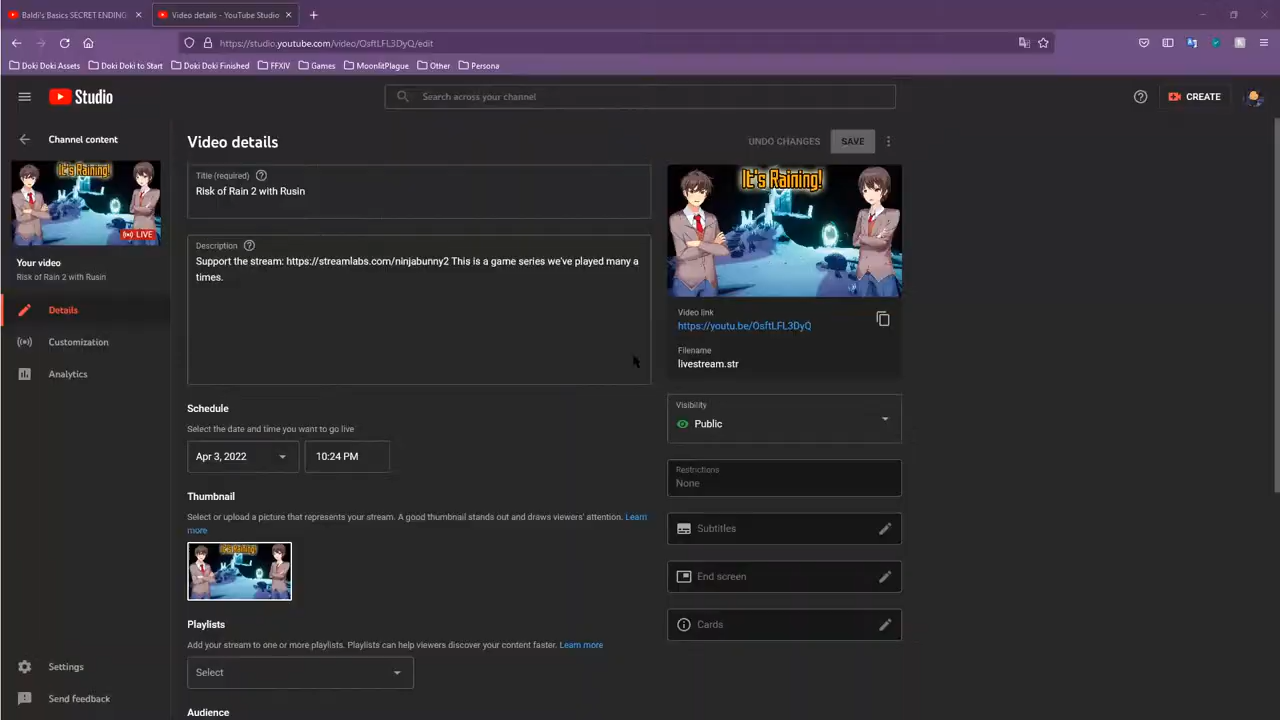 Baldi's Basics SECRET ENDING
Video details - YouTube Studio
https://studio.youtube.com/video/OsftLFL3DyQ/edit
Doki Doki Assets
Doki Doki to Start
Doki Doki Finished
FFXIV
Games
MoonlitPlague
Other
Persona
Studio
Search across your channel
CREATE
Channel content
It's Raining!
LIVE
Your video
Risk of Rain 2 with Rusin
Details
Customization
Analytics
Settings
Send feedback
Video details
UNDO CHANGES
SAVE
Title (required)
Risk of Rain 2 with Rusin
Description
Support the stream: https://streamlabs.com/ninjabunny2 This is a game series we've played many a
times.
Schedule
Select the date and time you want to go live
Apr 3, 2022
10:24 PM
Thumbnail
Select or upload a picture that represents your stream. A good thumbnail stands out and draws viewers' attention. Learn
more
It's Raining!
Playlists
Add your stream to one or more playlists. Playlists can help viewers discover your content faster. Learn more
Select
Audience
It's Raining!
Video link
https://youtu.be/OsftLFL3DyQ
Filename
livestream.str
Visibility
Public
Restrictions
None
Subtitles
End screen
Cards